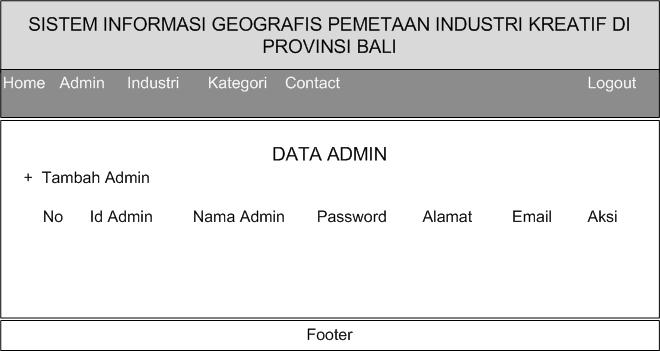 SISTEM INFORMASI GEOGRAFIS PEMETAAN INDUSTRI KREATIF DI
PROVINSI BALI
Home Admin Industri Kategori Contact Logout
DATA ADMIN
+ Tambah Admin
No Id Admin Nama Admin Password Alamat Email Aksi
Footer